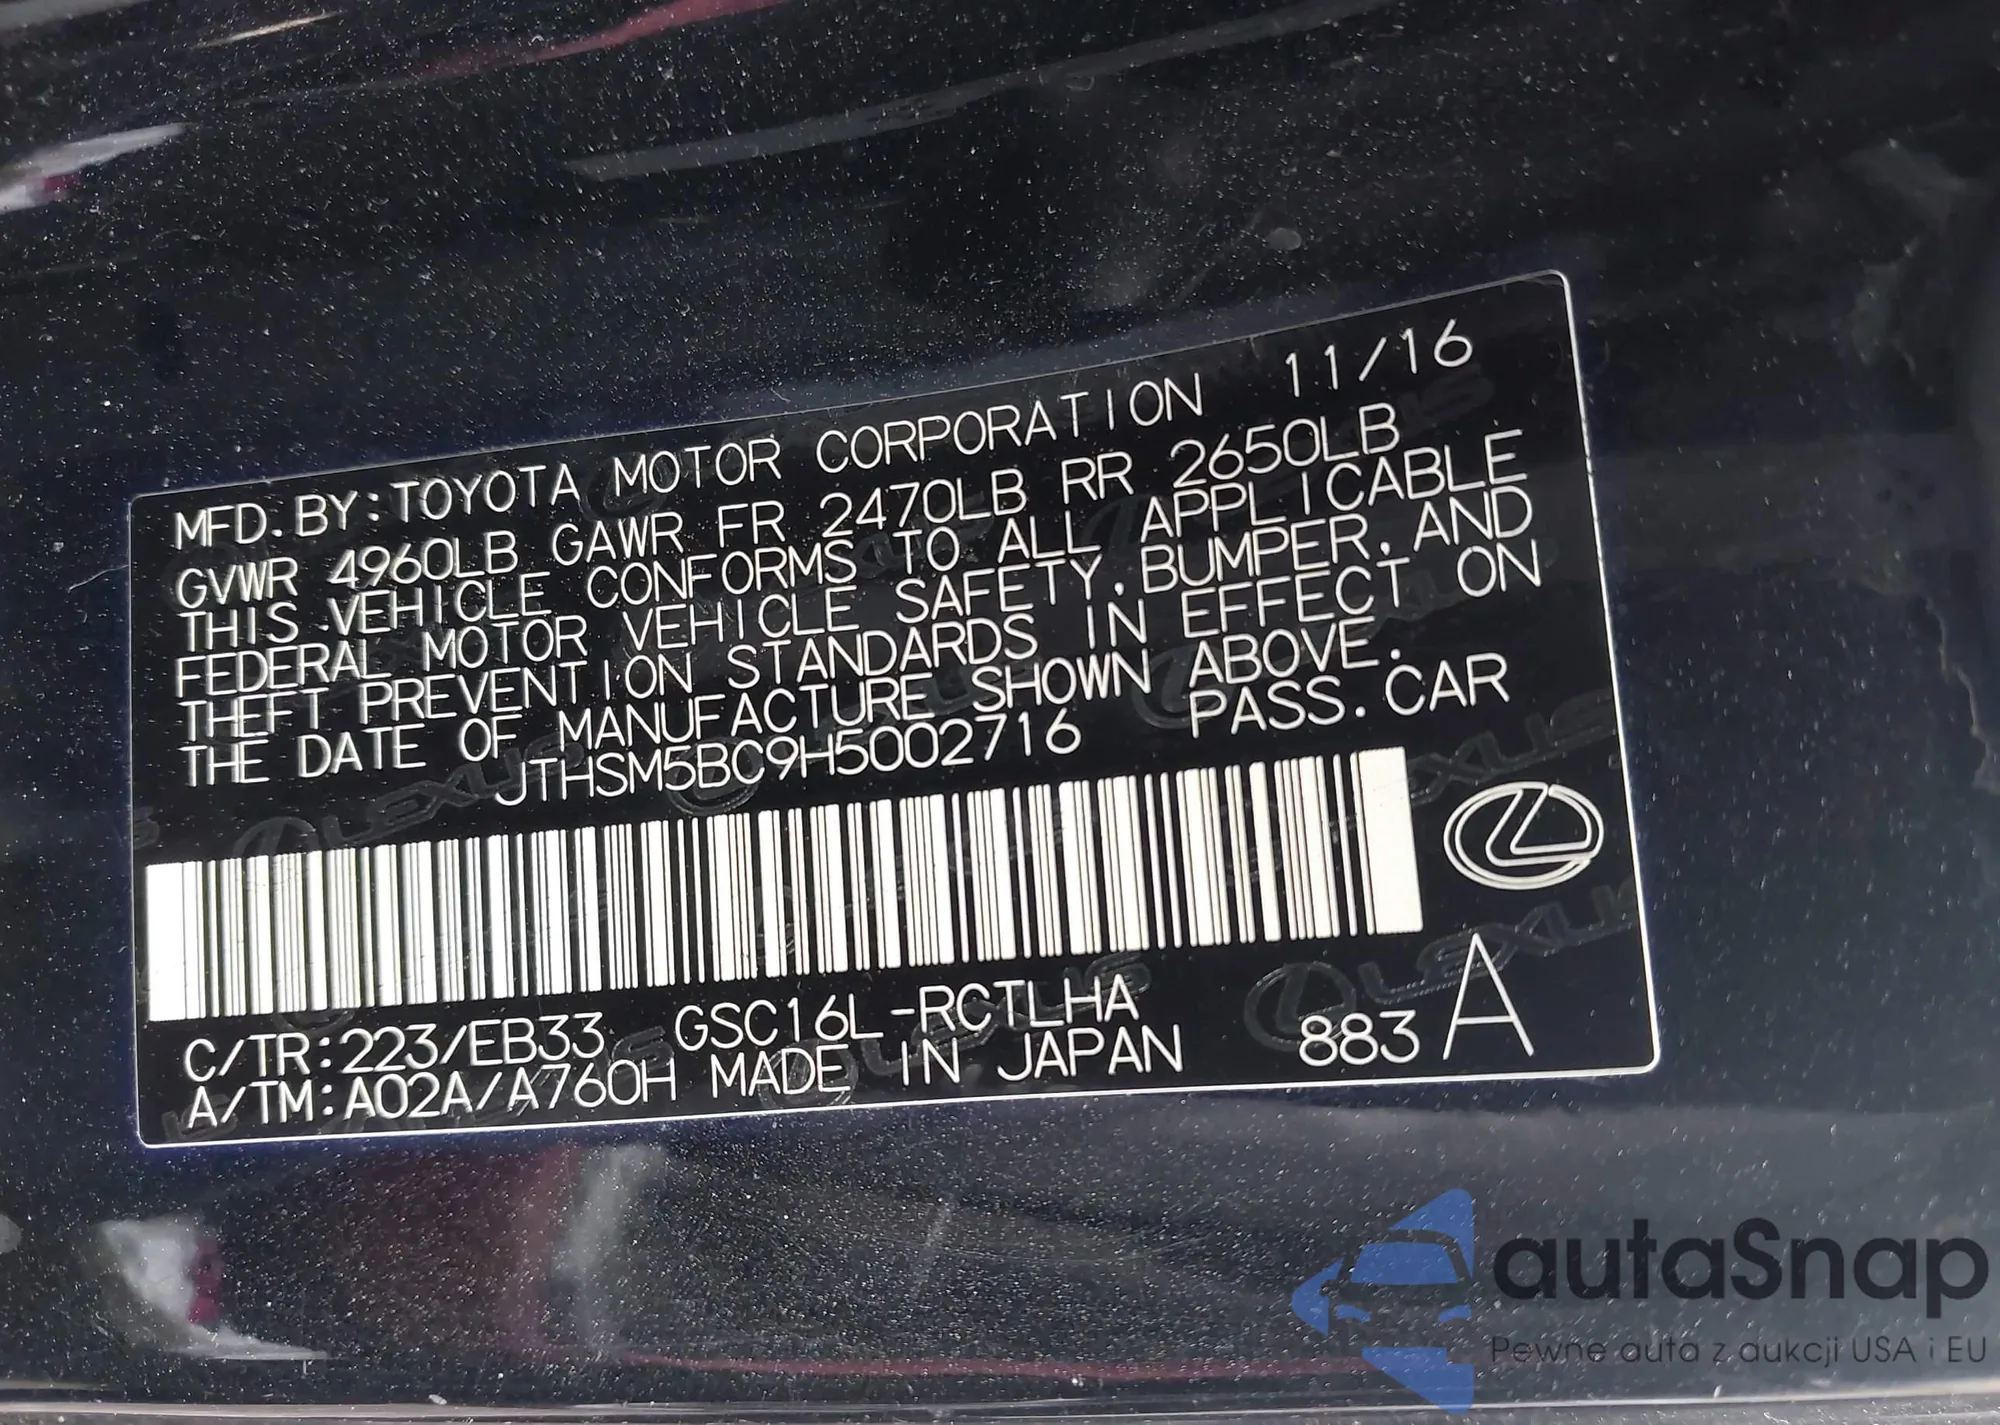 MFD.BY:TOYOTA MOTOR CORPORATION 11/16
GVWR 4960LB GAWR FR 2470LB RR 2650LB
THIS VEHICLE CONFORMS TO ALL APPLICABLE
FEDERAL MOTOR VEHICLE SAFETY, BUMPER, AND
THEFT PREVENTION STANDARDS IN EFFECT ON
THE DATE OF MANUFACTURE SHOWN ABOVE.
JTHSM5BC9H5002716 PASS.CAR
C/TR:223/EB33 GSC16L-RCTLHA
A/TM:A02A/A760H MADE IN JAPAN 883 A
autaSnap
Pewne auta z aukcji USA i EU